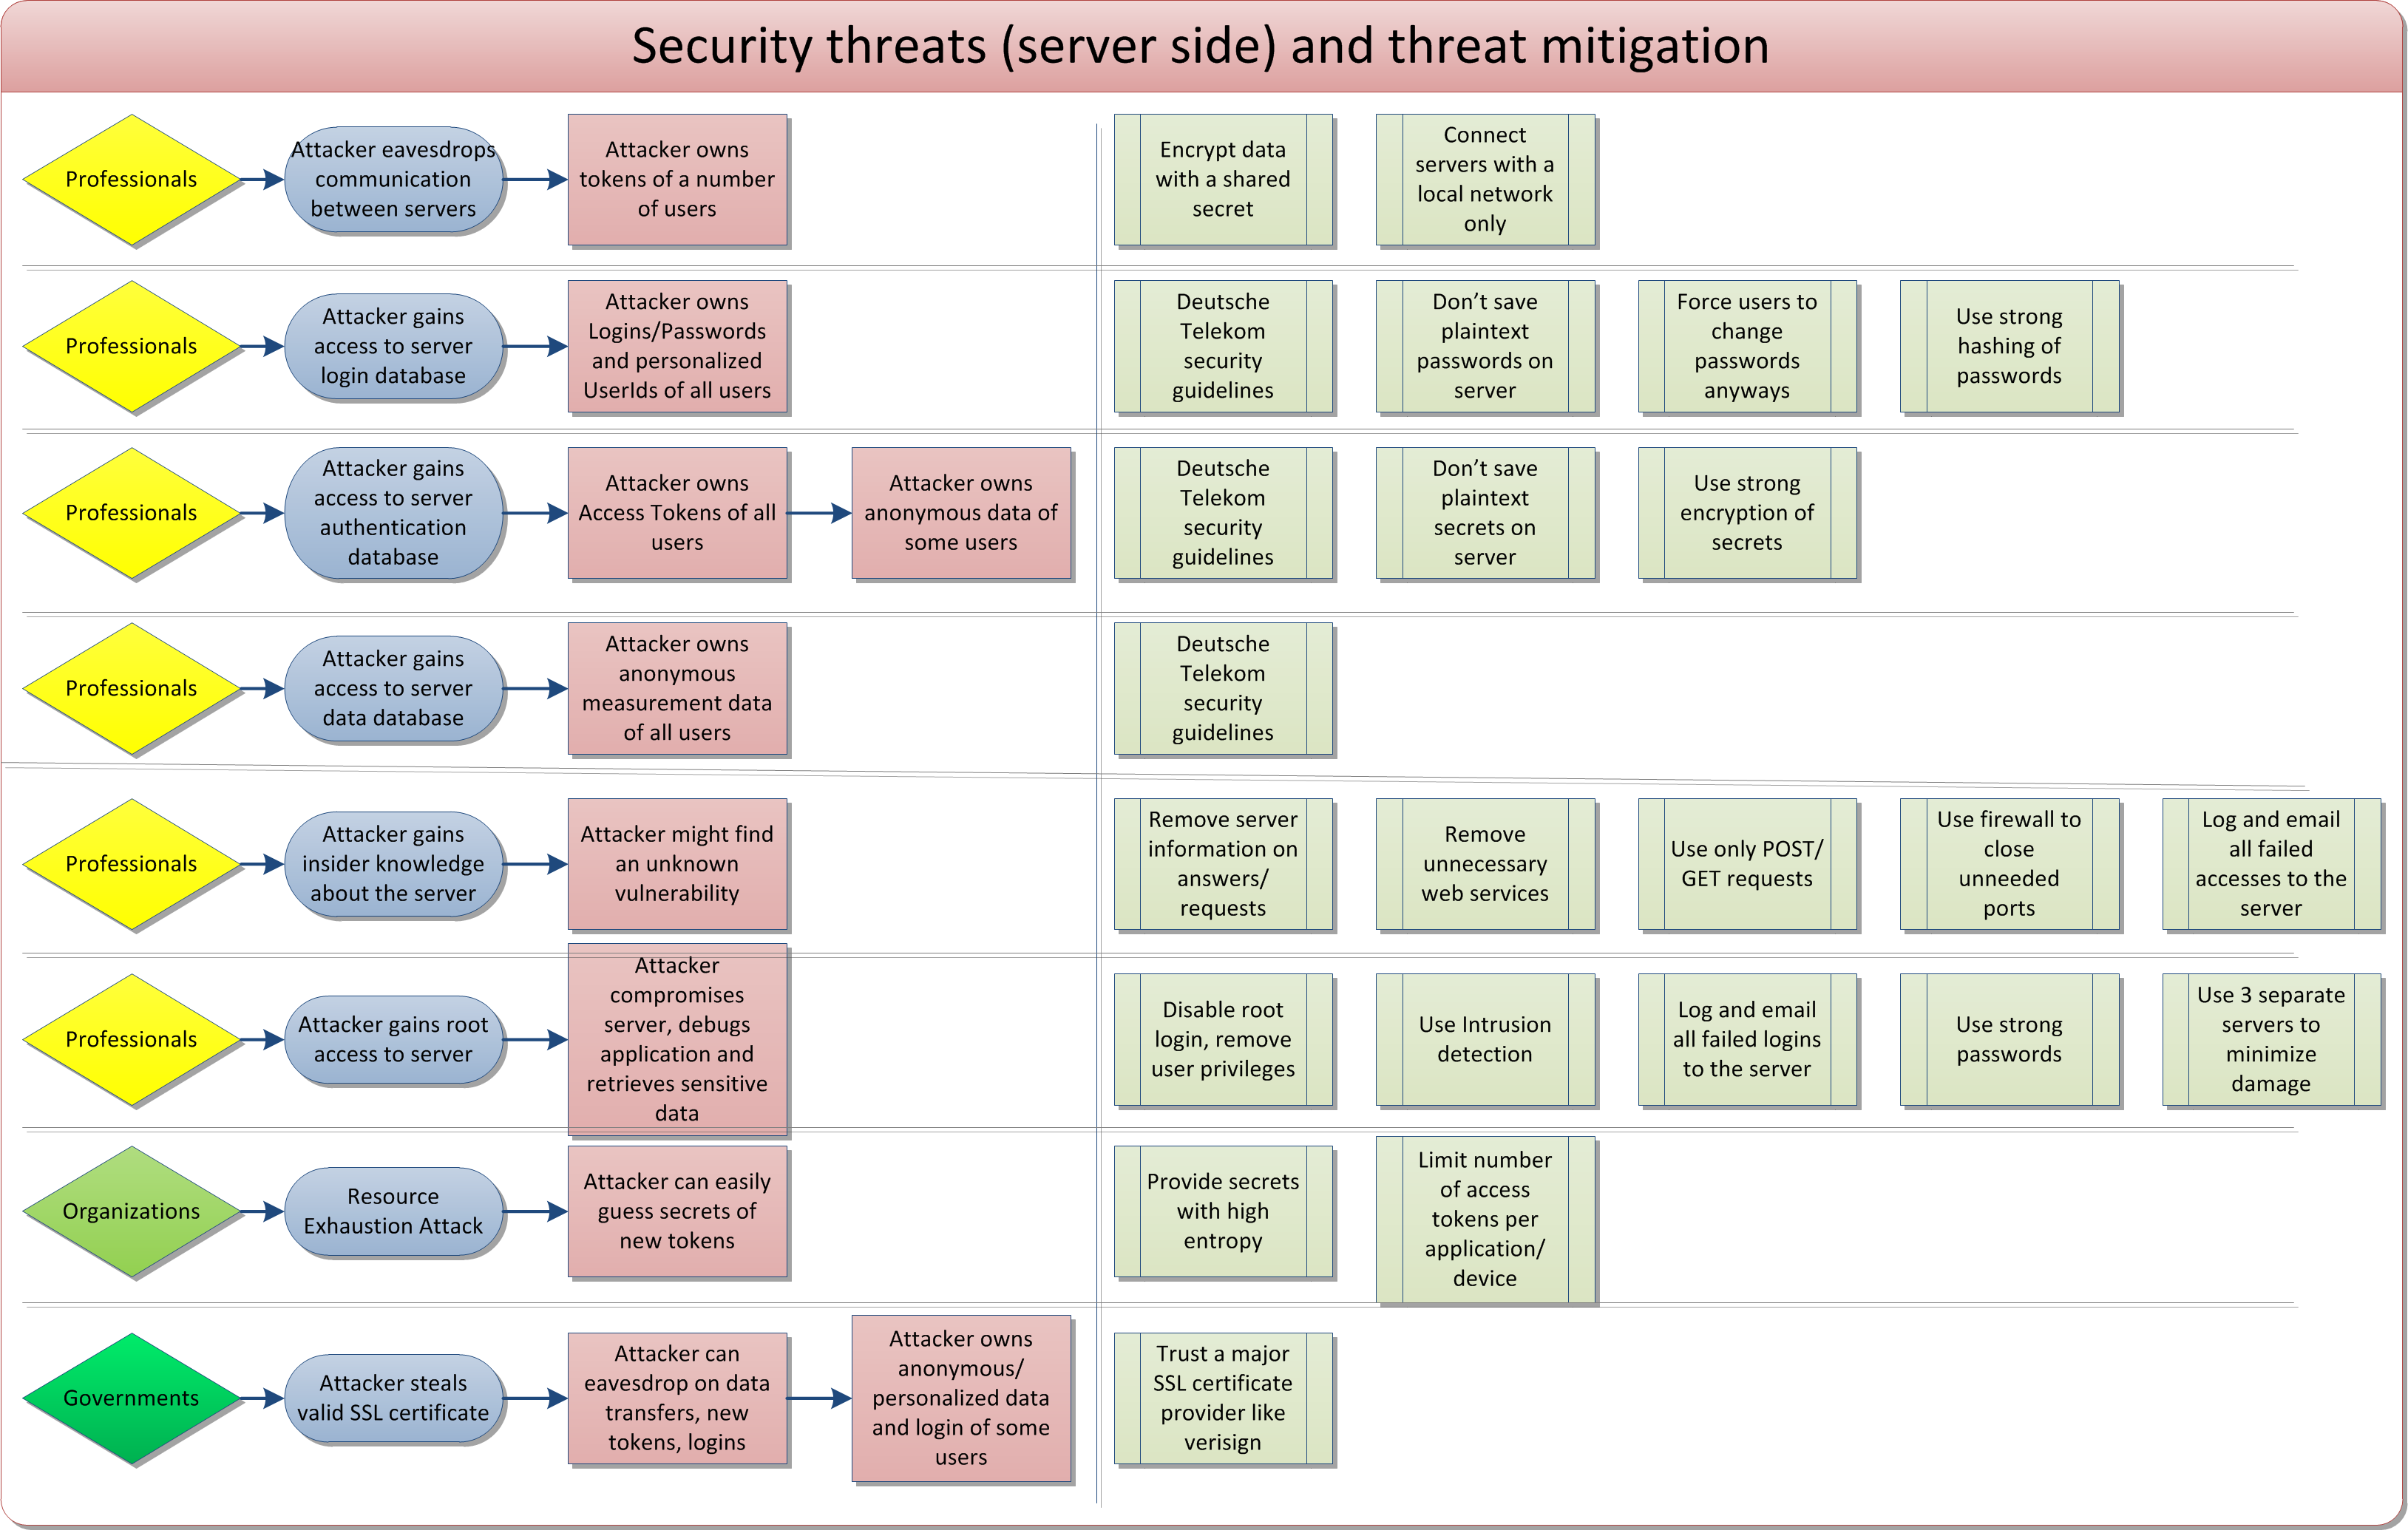 Security threats (server side) and threat mitigation
Professionals
Attacker eavesdrops
communication
between servers
Attacker owns
tokens of a number
of users
Encrypt data
with a shared
secret
Connect
servers with a
local network
only
Professionals
Attacker gains
access to server
login database
Attacker owns
Logins/Passwords
and personalized
UserIds of all users
Deutsche
Telekom
security
guidelines
Don’t save
plaintext
passwords on
server
Force users to
change
passwords
anyways
Use strong
hashing of
passwords
Professionals
Attacker gains
access to server
authentication
database
Attacker owns
Access Tokens of all
users
Attacker owns
anonymous data of
some users
Deutsche
Telekom
security
guidelines
Don’t save
plaintext
secrets on
server
Use strong
encryption of
secrets
Professionals
Attacker gains
access to server
data database
Attacker owns
anonymous
measurement data
of all users
Deutsche
Telekom
security
guidelines
Professionals
Attacker gains
insider knowledge
about the server
Attacker might find
an unknown
vulnerability
Remove server
information on
answers/
requests
Remove
unnecessary
web services
Use only POST/
GET requests
Use firewall to
close
unneeded
ports
Log and email
all failed
accesses to the
server
Professionals
Attacker gains root
access to server
Attacker
compromises
server, debugs
application and
retrieves sensitive
data
Disable root
login, remove
user privileges
Use Intrusion
detection
Log and email
all failed logins
to the server
Use strong
passwords
Use 3 separate
servers to
minimize
damage
Organizations
Resource
Exhaustion Attack
Attacker can easily
guess secrets of
new tokens
Provide secrets
with high
entropy
Limit number
of access
tokens per
application/
device
Governments
Attacker steals
valid SSL certificate
Attacker can
eavesdrop on data
transfers, new
tokens, logins
Attacker owns
anonymous/
personalized data
and login of some
users
Trust a major
SSL certificate
provider like
verisign